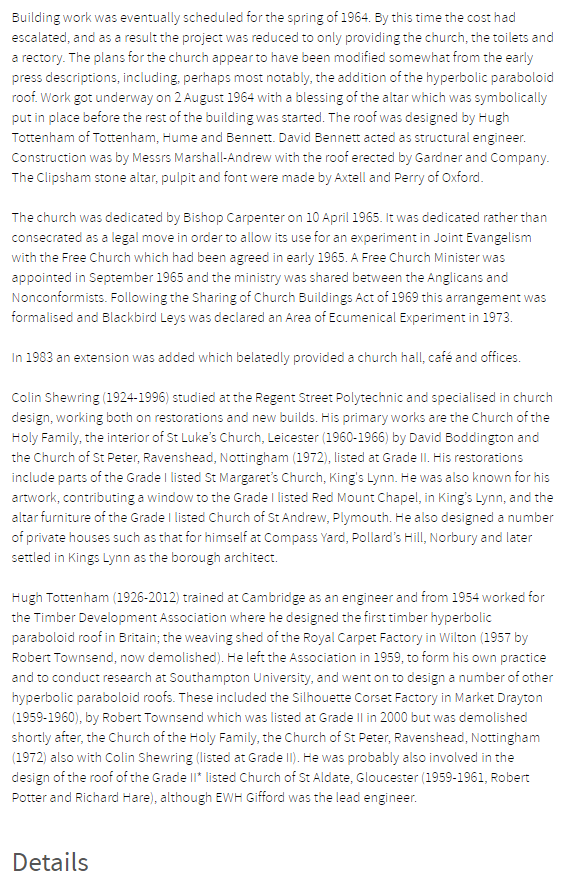 Building work was eventually scheduled for the spring of 1964. By this time the cost had
escalated, and as a result the project was reduced to only providing the church, the toilets and
a rectory. The plans for the church appear to have been modified somewhat from the early
press descriptions, including, perhaps most notably, the addition of the hyperbolic paraboloid
roof. Work got underway on 2 August 1964 with a blessing of the altar which was symbolically
put in place before the rest of the building was started. The roof was designed by Hugh
Tottenham of Tottenham, Hume and Bennett. David Bennett acted as structural engineer.
Construction was by Messrs Marshall-Andrew with the roof erected by Gardner and Company.
The Clipsham stone altar, pulpit and font were made by Axtell and Perry of Oxford.

The church was dedicated by Bishop Carpenter on 10 April 1965. It was dedicated rather than
consecrated as a legal move in order to allow its use for an experiment in Joint Evangelism
with the Free Church which had been agreed in early 1965. A Free Church Minister was
appointed in September 1965 and the ministry was shared between the Anglicans and
Nonconformists. Following the Sharing of Church Buildings Act of 1969 this arrangement was
formalised and Blackbird Leys was declared an Area of Ecumenical Experiment in 1973.

In 1983 an extension was added which belatedly provided a church hall, café and offices.

Colin Shewring (1924-1996) studied at the Regent Street Polytechnic and specialised in church
design, working both on restorations and new builds. His primary works are the Church of the
Holy Family, the interior of St Luke's Church, Leicester (1960-1966) by David Boddington and
the Church of St Peter, Ravenshead, Nottingham (1972), listed at Grade II. His restorations
include parts of the Grade I listed St Margaret's Church, King's Lynn. He was also known for his
artwork, contributing a window to the Grade I listed Red Mount Chapel, in King's Lynn, and the
altar furniture of the Grade I listed Church of St Andrew, Plymouth. He also designed a number
of private houses such as that for himself at Compass Yard, Pollard's Hill, Norbury and later
settled in Kings Lynn as the borough architect.

Hugh Tottenham (1926-2012) trained at Cambridge as an engineer and from 1954 worked for
the Timber Development Association where he designed the first timber hyperbolic
paraboloid roof in Britain; the weaving shed of the Royal Carpet Factory in Wilton (1957 by
Robert Townsend, now demolished). He left the Association in 1959, to form his own practice
and to conduct research at Southampton University, and went on to design a number of other
hyperbolic paraboloid roofs. These included the Silhouette Corset Factory in Market Drayton
(1959-1960), by Robert Townsend which was listed at Grade II in 2000 but was demolished
shortly after, the Church of the Holy Family, the Church of St Peter, Ravenshead, Nottingham
(1972) also with Colin Shewring (listed at Grade II). He was probably also involved in the
design of the roof of the Grade II* listed Church of St Aldate, Gloucester (1959-1961, Robert
Potter and Richard Hare), although EWH Gifford was the lead engineer.

Details